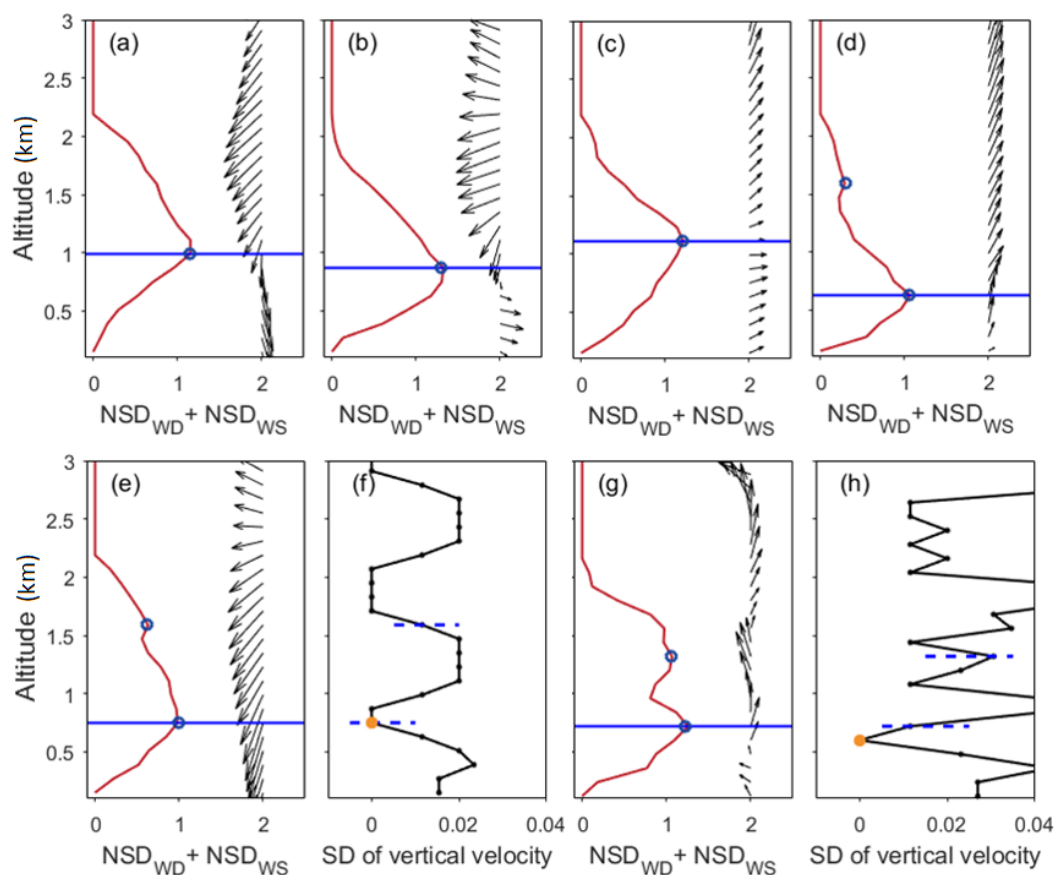 (a) (b) (c) (d)
Altitude (km)
3 2.5 2 1.5 1 0.5
0 1 2 0 1 2 0 1 2 0 1 2
NSD_WD + NSD_WS NSD_WD + NSD_WS NSD_WD + NSD_WS NSD_WD + NSD_WS
(e) (f) (g) (h)
Altitude (km)
3 2.5 2 1.5 1 0.5
0 1 2 0 0.02 0.04 0 1 2 0 0.02 0.04
NSD_WD + NSD_WS SD of vertical velocity NSD_WD + NSD_WS SD of vertical velocity